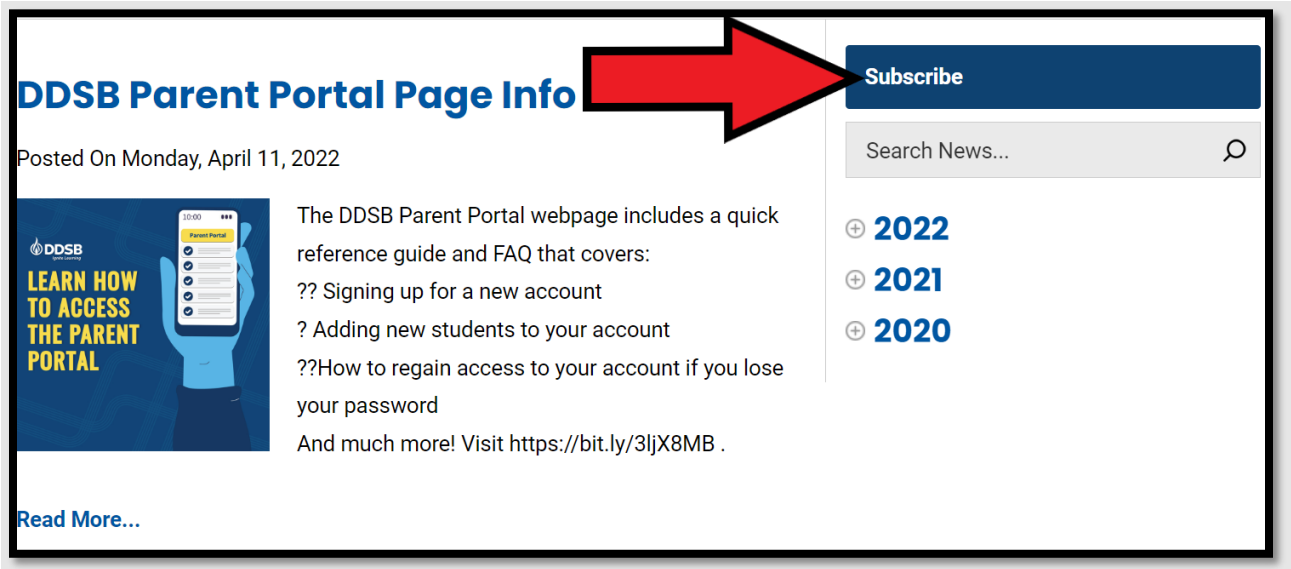 DDSB Parent Portal Page Info
Posted On Monday, April 11, 2022
10:00
Parent Portal
DDSB
Ignite Learning
LEARN HOW
TO ACCESS
THE PARENT
PORTAL
The DDSB Parent Portal webpage includes a quick
reference guide and FAQ that covers:
?? Signing up for a new account
? Adding new students to your account
??How to regain access to your account if you lose
your password
And much more! Visit https://bit.ly/3ljX8MB .
Read More...
Subscribe
Search News...
2022
2021
2020